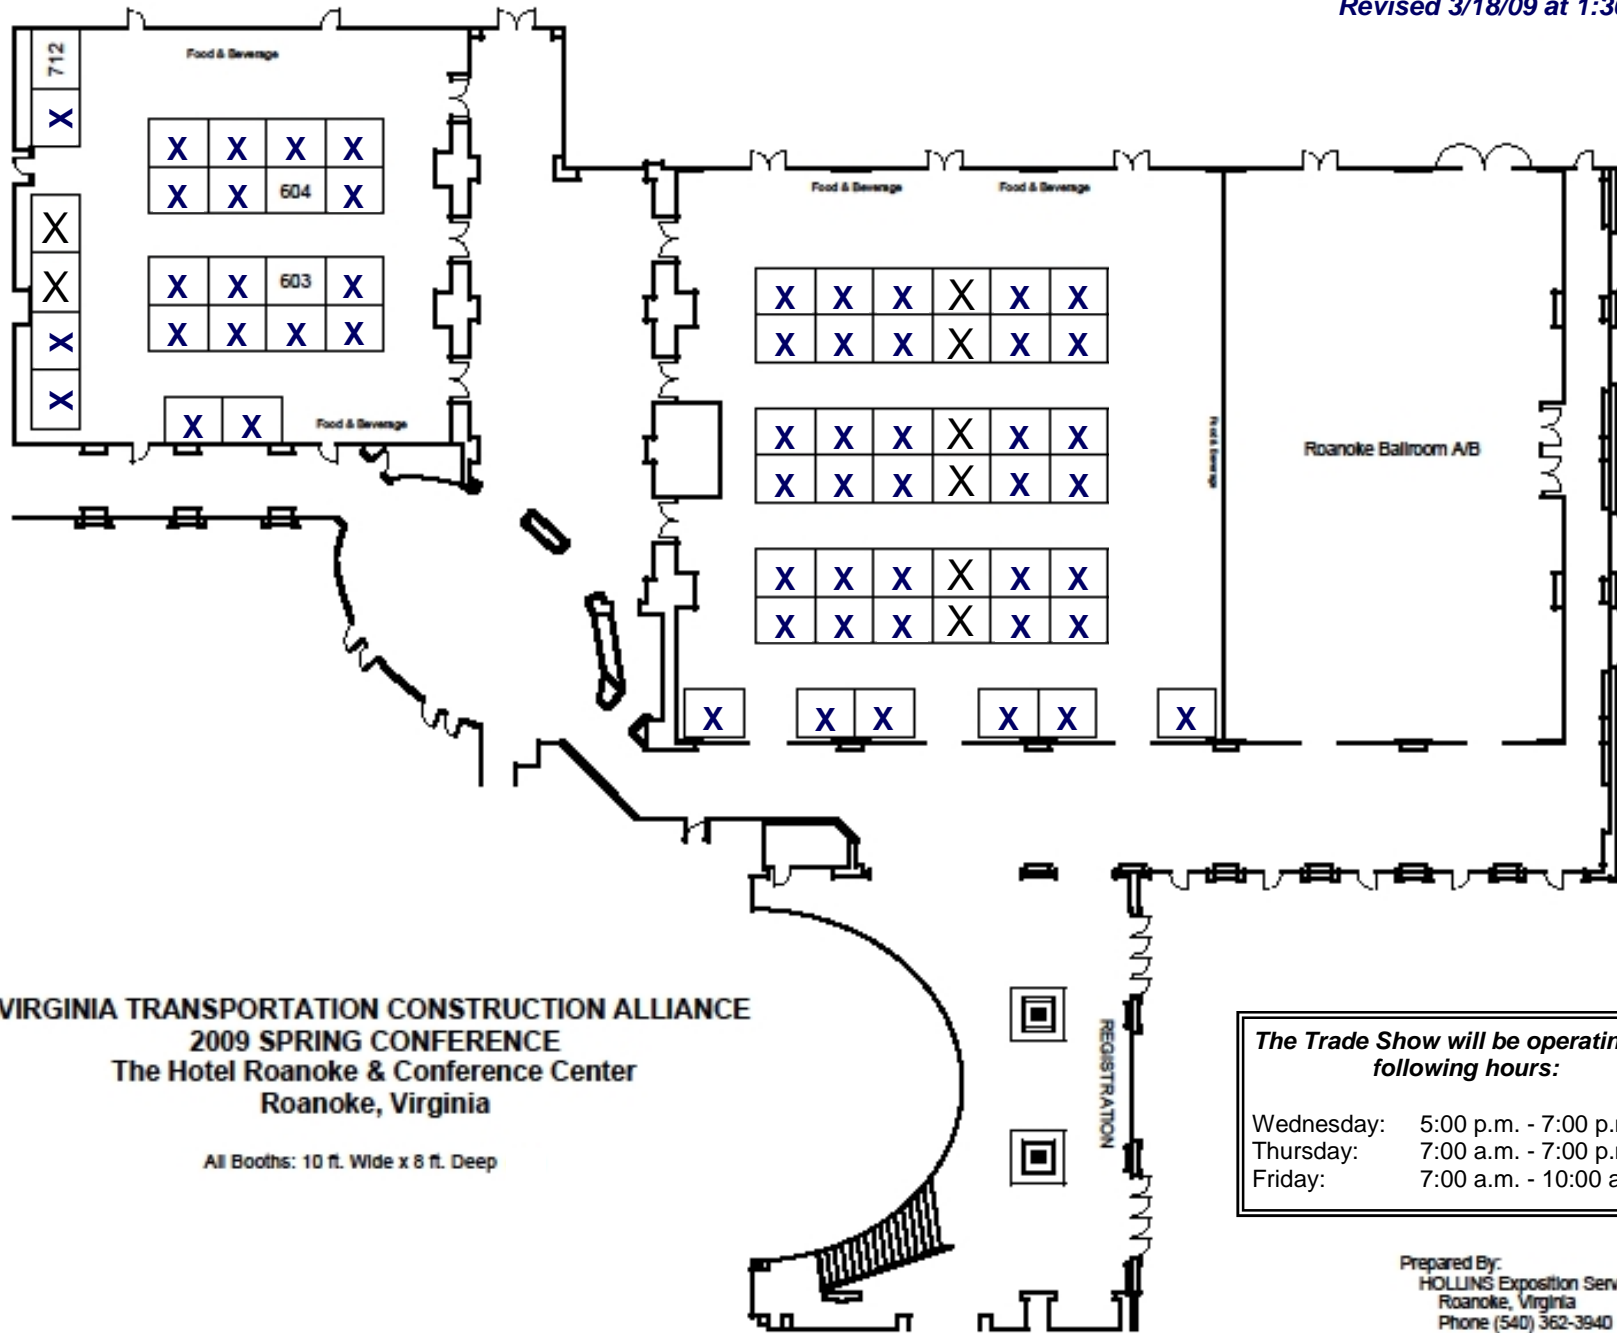 Revised 3/18/09 at 1:30
712
Food & Beverage
X
X X X X
X X 604 X
Food & Beverage
Food & Beverage
X
X
X X 603 X
X X X X X X
X
X X X X
X X X X X X
X
X X
Food & Beverage
X X X X X X
Food & Beverage
Roanoke Ballroom A/B
X X X X X X
X X X X X X
X X X X X X
X
X X
X X
X
VIRGINIA TRANSPORTATION CONSTRUCTION ALLIANCE
2009 SPRING CONFERENCE
The Hotel Roanoke & Conference Center
Roanoke, Virginia
All Booths: 10 ft. Wide x 8 ft. Deep
REGISTRATION
The Trade Show will be operatin
following hours:
Wednesday: 5:00 p.m. - 7:00 p.
Thursday: 7:00 a.m. - 7:00 p.
Friday: 7:00 a.m. - 10:00 a
Prepared By:
HOLLINS Exposition Serv
Roanoke, Virginia
Phone (540) 362-3940